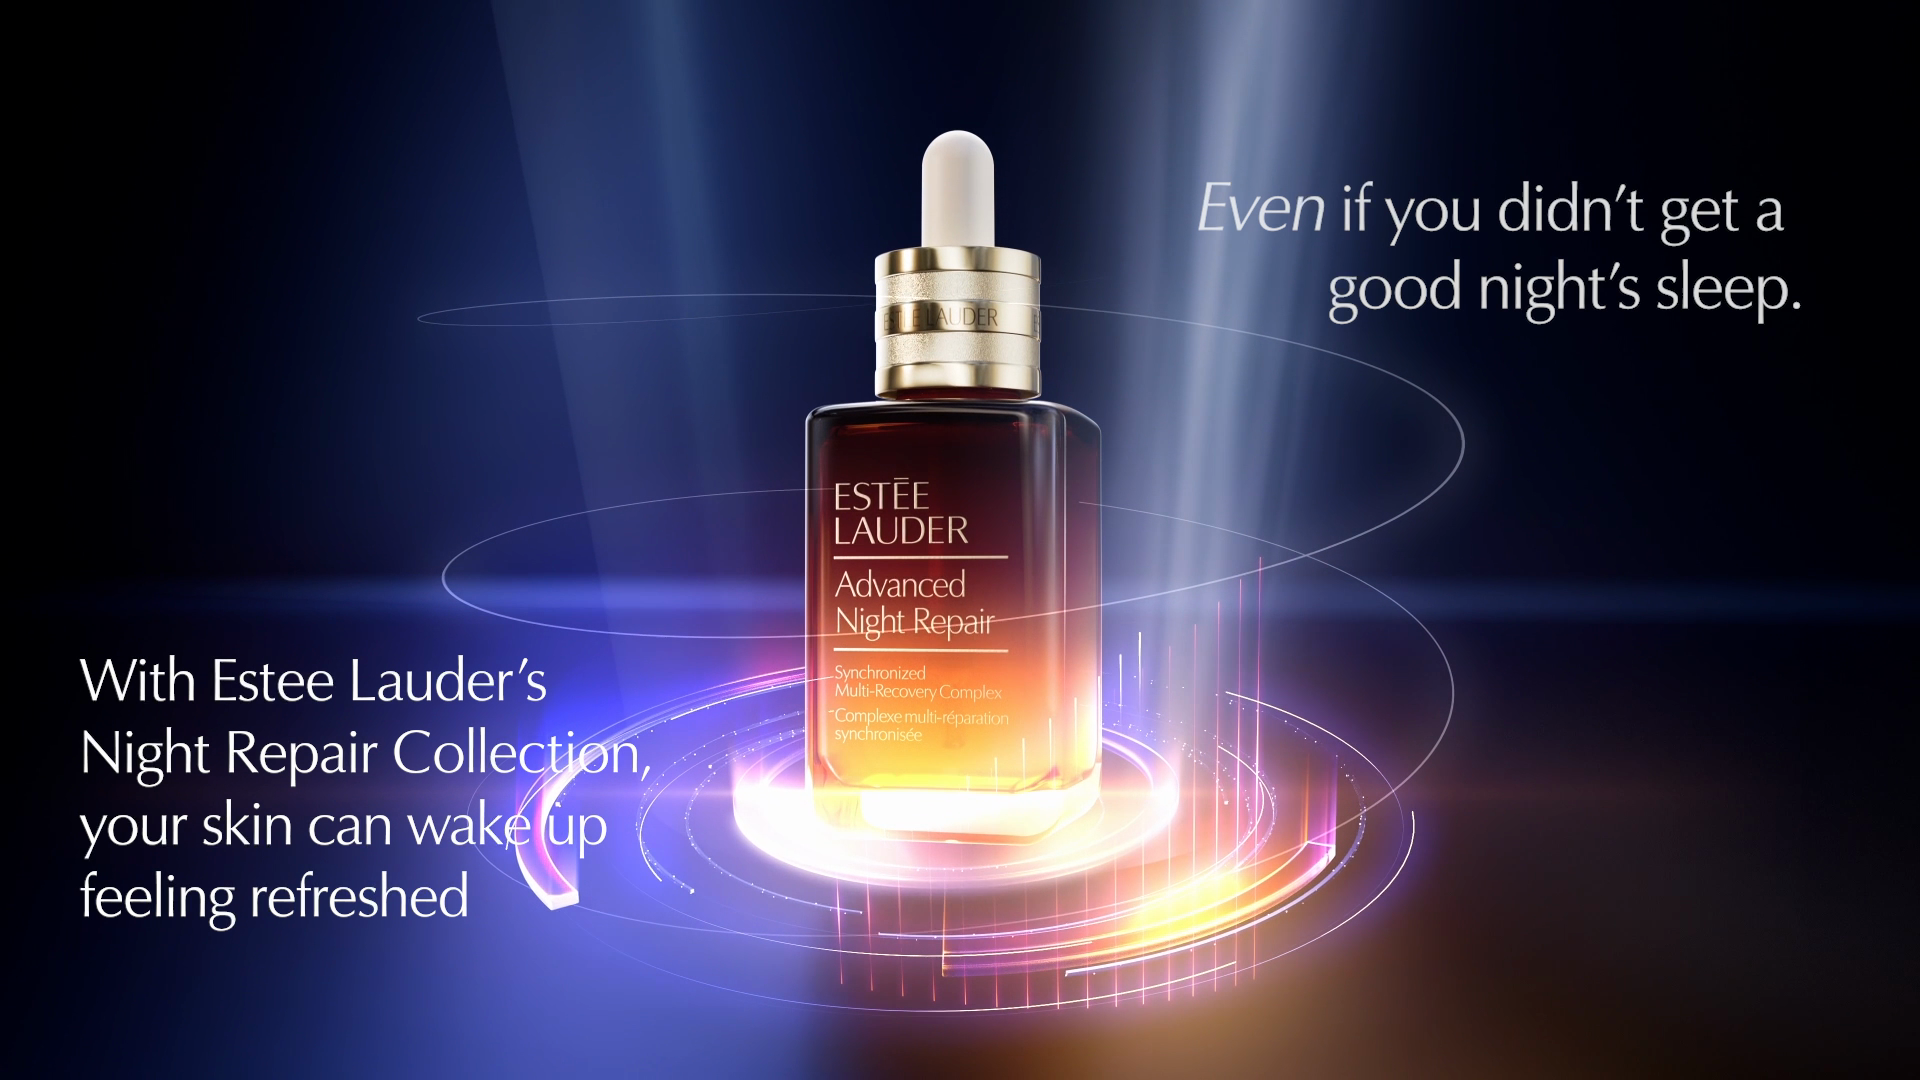 With Estee Lauder's
Night Repair Collection,
your skin can wake up
feeling refreshed
Even if you didn't get a
good night's sleep.
ESTĒE LAUDER
ESTĒE
LAUDER
Advanced
Night Repair
Synchronized
Multi-Recovery Complex
Complexe multi-réparation
synchronisée